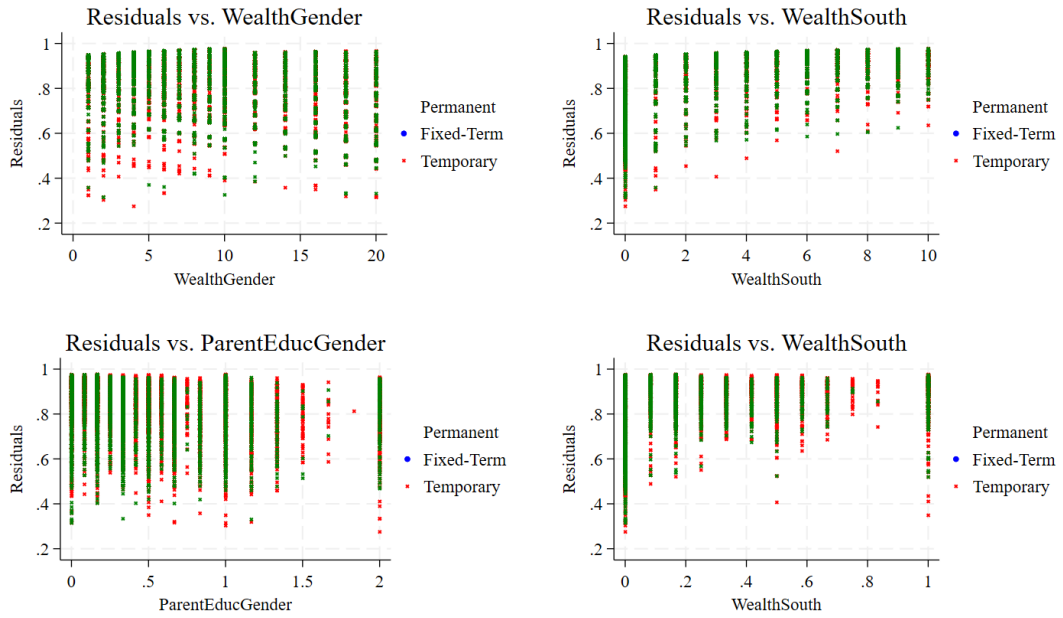 Residuals vs. WealthGender
Residuals
1
.8
.6
.4
.2
0
5
10
15
20
WealthGender
Permanent
Fixed-Term
Temporary
Residuals vs. WealthSouth
Residuals
1
.8
.6
.4
.2
0
2
4
6
8
10
WealthSouth
Permanent
Fixed-Term
Temporary
Residuals vs. ParentEducGender
Residuals
1
.8
.6
.4
.2
0
.5
1
1.5
2
ParentEducGender
Permanent
Fixed-Term
Temporary
Residuals vs. WealthSouth
Residuals
1
.8
.6
.4
.2
0
.2
.4
.6
.8
1
WealthSouth
Permanent
Fixed-Term
Temporary